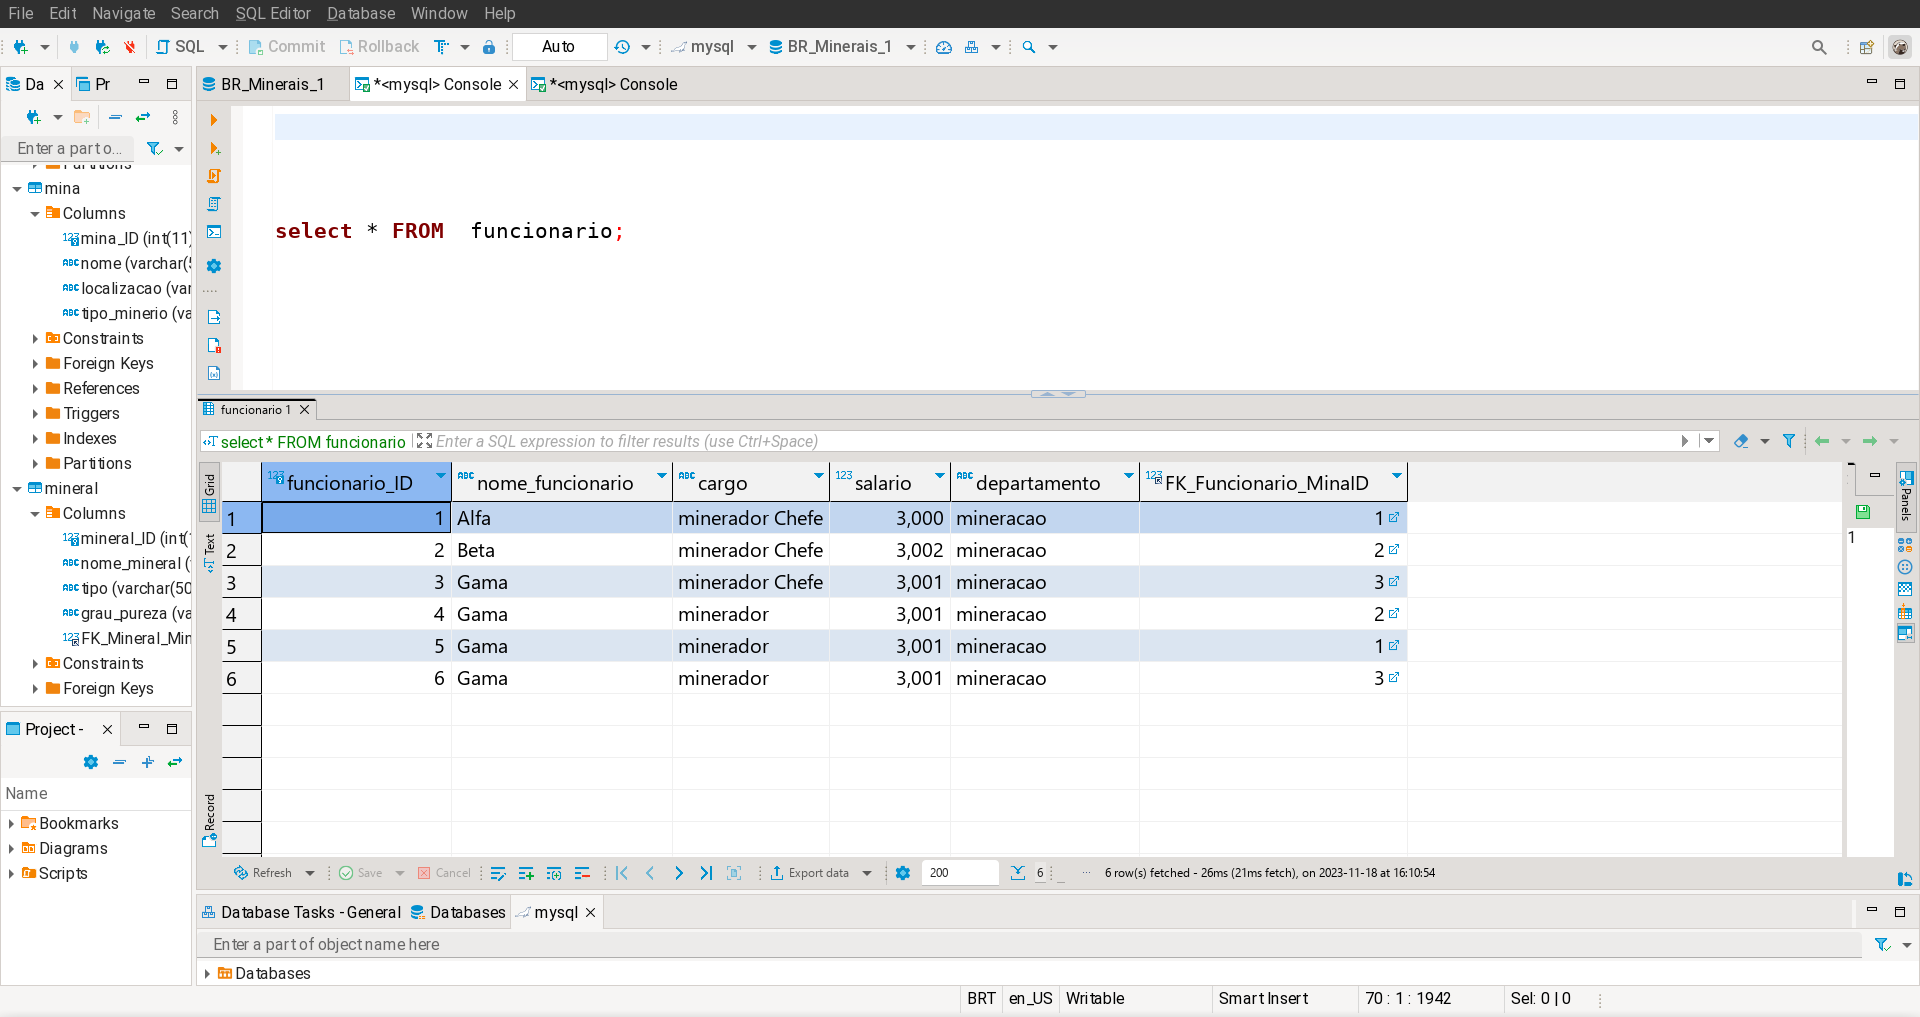 File Edit Navigate Search SQL Editor Database Window Help
SQL Commit Rollback Auto mysql BR_Minerais_1
Da Pr
BR_Minerais_1 *<mysql> Console *<mysql> Console
Enter a part o...
Partitions
mina
Columns
mina_ID (int(11)
nome (varchar(5
localizacao (var
tipo_minerio (va
Constraints
Foreign Keys
References
Triggers
Indexes
Partitions
mineral
Columns
mineral_ID (int(
nome_mineral (
tipo (varchar(50
grau_pureza (va
FK_Mineral_Min
Constraints
Foreign Keys
Project -
Name
Bookmarks
Diagrams
Scripts
select * FROM funcionario;
funcionario 1
select * FROM funcionario Enter a SQL expression to filter results (use Ctrl+Space)
Grid
Text
Record
funcionario_ID nome_funcionario cargo salario departamento FK_Funcionario_MinaID
1 1 Alfa minerador Chefe 3,000 mineracao 1
2 2 Beta minerador Chefe 3,002 mineracao 2
3 3 Gama minerador Chefe 3,001 mineracao 3
4 4 Gama minerador 3,001 mineracao 2
5 5 Gama minerador 3,001 mineracao 1
6 6 Gama minerador 3,001 mineracao 3
1
Panels
Refresh Save Cancel Export data 200 6 6 row(s) fetched - 26ms (21ms fetch), on 2023-11-18 at 16:10:54
Database Tasks - General Databases mysql
Enter a part of object name here
Databases
BRT en_US Writable Smart Insert 70 : 1 : 1942 Sel: 0 | 0